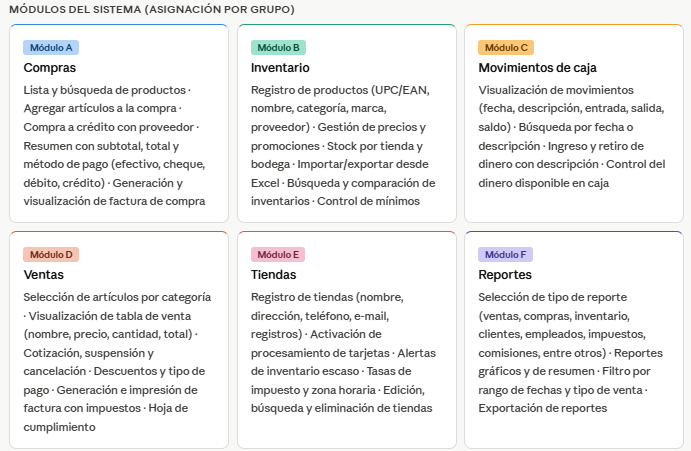 MÓDULOS DEL SISTEMA (ASIGNACIÓN POR GRUPO)
Módulo A
Compras
Lista y búsqueda de productos ·
Agregar artículos a la compra ·
Compra a crédito con proveedor ·
Resumen con subtotal, total y
método de pago (efectivo, cheque,
débito, crédito) · Generación y
visualización de factura de compra
Módulo B
Inventario
Registro de productos (UPC/EAN,
nombre, categoría, marca,
proveedor) · Gestión de precios y
promociones · Stock por tienda y
bodega · Importar/exportar desde
Excel · Búsqueda y comparación de
inventarios · Control de mínimos
Módulo C
Movimientos de caja
Visualización de movimientos
(fecha, descripción, entrada, salida,
saldo) · Búsqueda por fecha o
descripción · Ingreso y retiro de
dinero con descripción · Control del
dinero disponible en caja
Módulo D
Ventas
Selección de artículos por categoría
· Visualización de tabla de venta
(nombre, precio, cantidad, total) ·
Cotización, suspensión y
cancelación · Descuentos y tipo de
pago · Generación e impresión de
factura con impuestos · Hoja de
cumplimiento
Módulo E
Tiendas
Registro de tiendas (nombre,
dirección, teléfono, e-mail,
registros) · Activación de
procesamiento de tarjetas · Alertas
de inventario escaso · Tasas de
impuesto y zona horaria · Edición,
búsqueda y eliminación de tiendas
Módulo F
Reportes
Selección de tipo de reporte
(ventas, compras, inventario,
clientes, empleados, impuestos,
comisiones, entre otros) · Reportes
gráficos y de resumen · Filtro por
rango de fechas y tipo de venta ·
Exportación de reportes